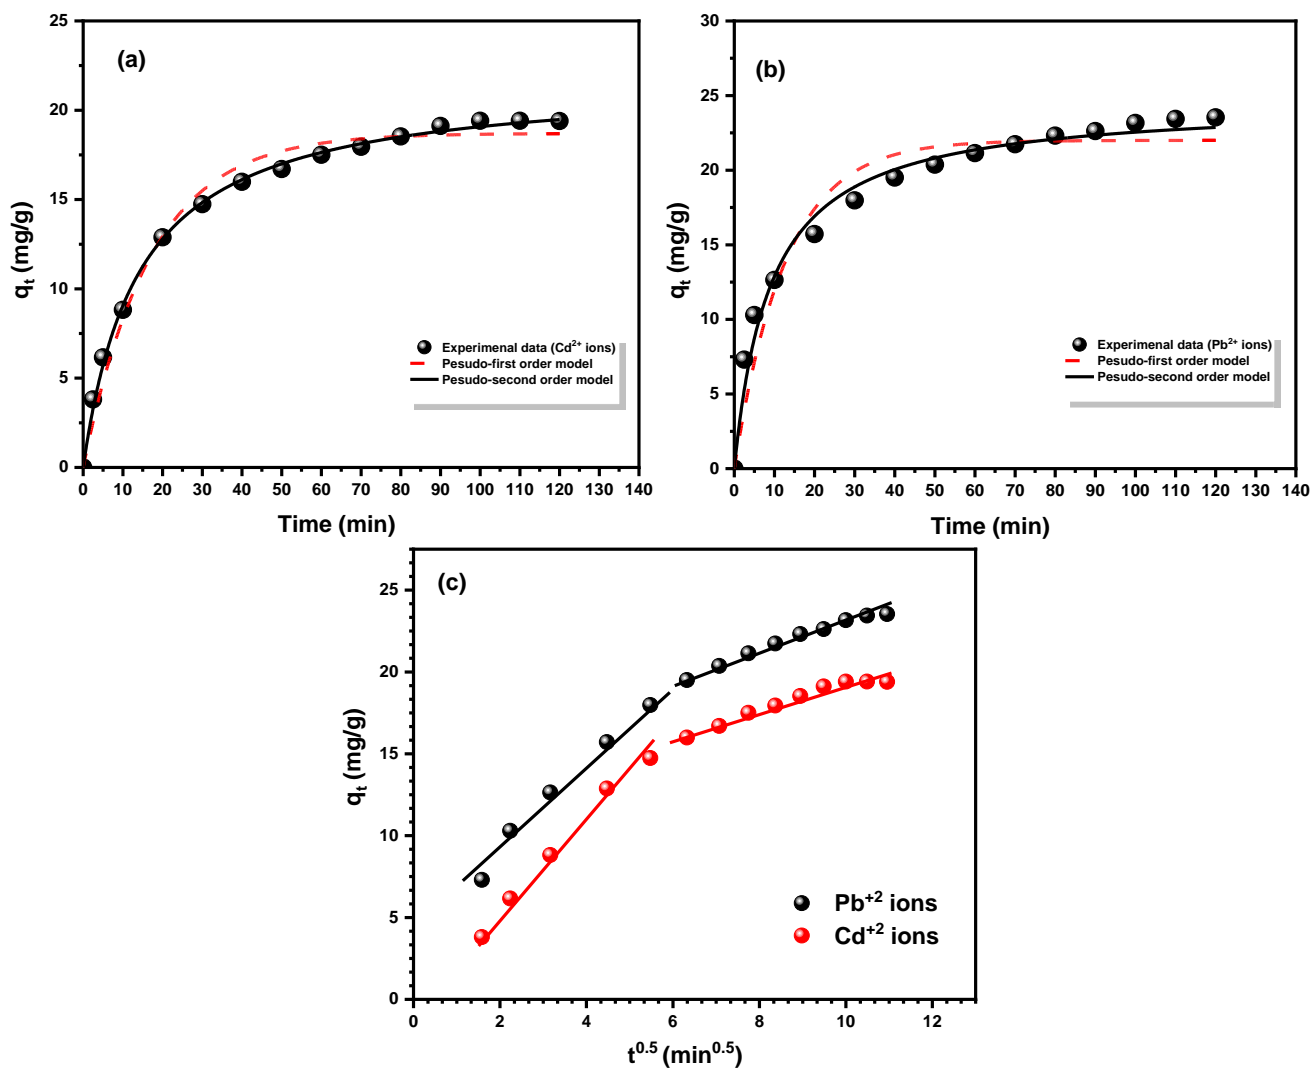 (a)
25
20
15
10
5
0
q_t (mg/g)
Experimenal data (Cd²⁺ ions)
Pesudo-first order model
Pesudo-second order model
0 10 20 30 40 50 60 70 80 90 100 110 120 130 140
Time (min)
(b)
30
25
20
15
10
5
0
q_t (mg/g)
Experimenal data (Pb²⁺ ions)
Pesudo-first order model
Pesudo-second order model
0 10 20 30 40 50 60 70 80 90 100 110 120 130 140
Time (min)
(c)
25
20
15
10
5
0
q_t (mg/g)
Pb⁺² ions
Cd⁺² ions
0 2 4 6 8 10 12
t⁰·⁵ (min⁰·⁵)